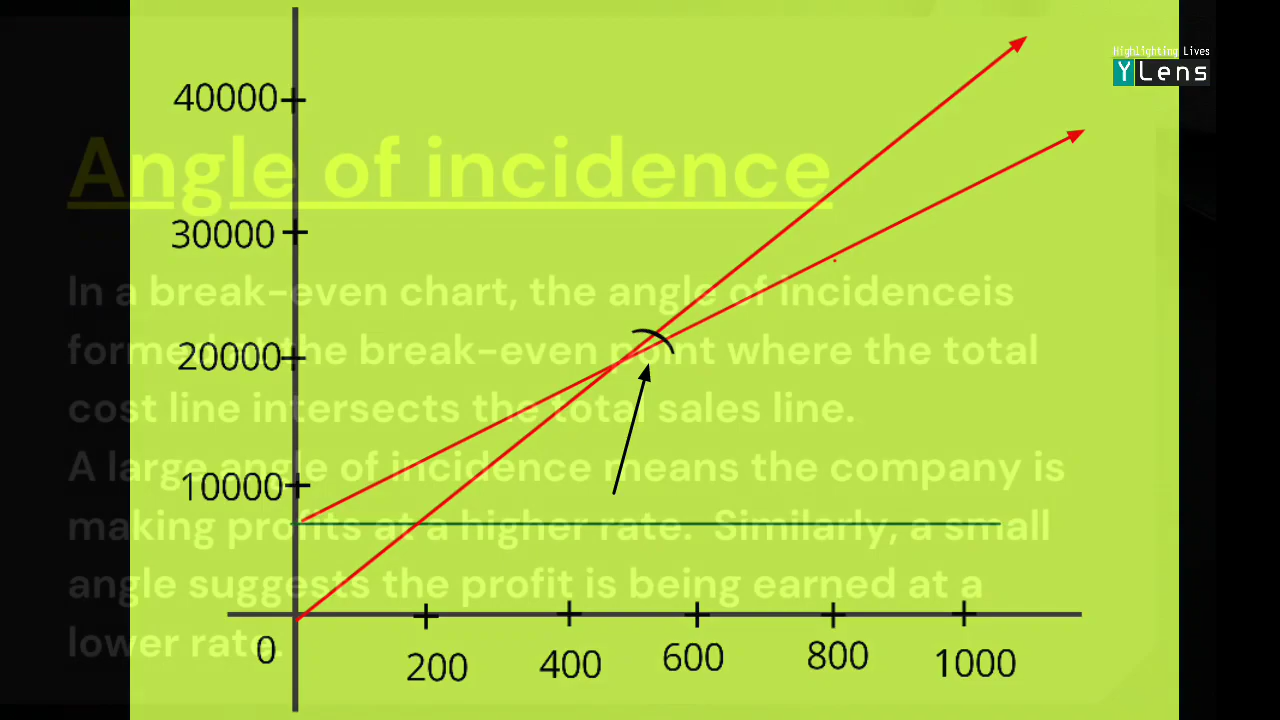 Highlighting Lives
YLens
40000
Angle of incidence
30000
In a break-even chart, the angle of incidenceis
formed in the break-even point where the total
20000
cost line intersects the total sales line.
A large angle of incidence means the company is
10000
making profits at a higher rate. Similarly, a small
angle suggests the profit is being earned at a
lower rate.
0 200 400 600 800 1000